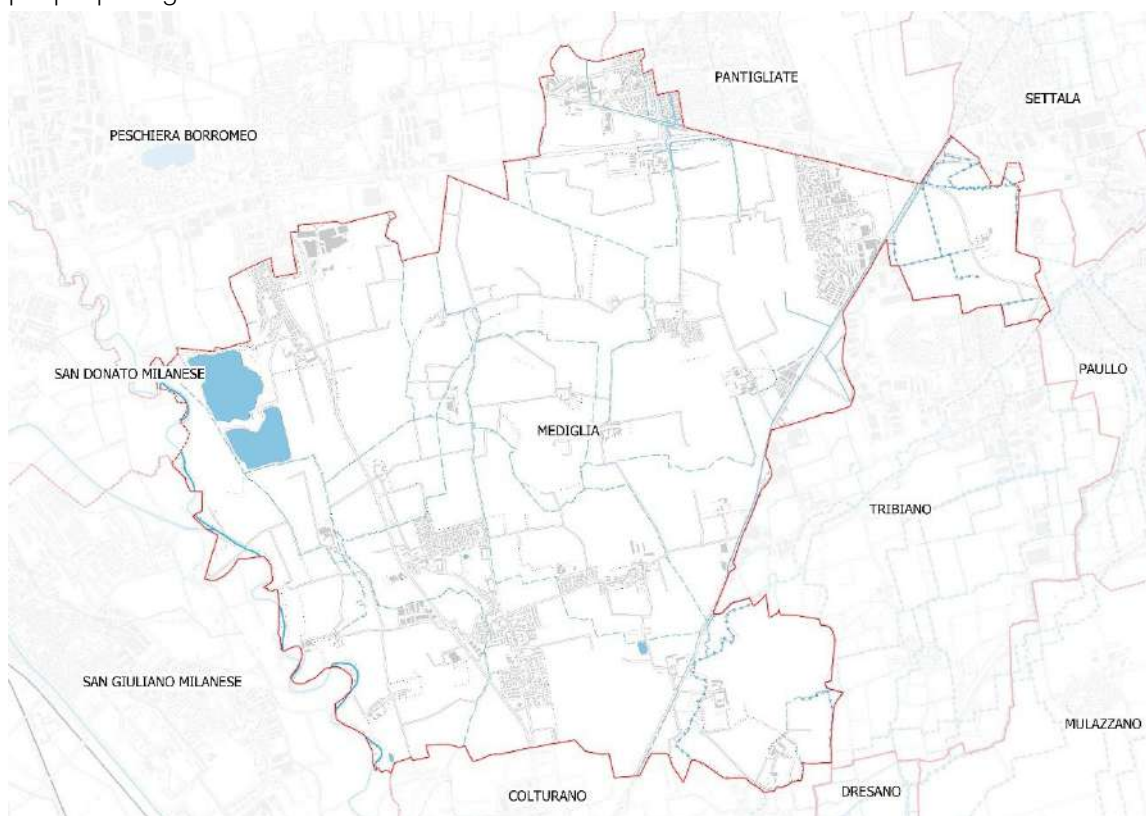 PANTIGLIATE
SETTALA
PESCHIERA BORROMEO
PAULLO
SAN DONATO MILANESE
MEDIGLIA
TRIBIANO
SAN GIULIANO MILANESE
MULAZZANO
DRESANO
COLTURANO